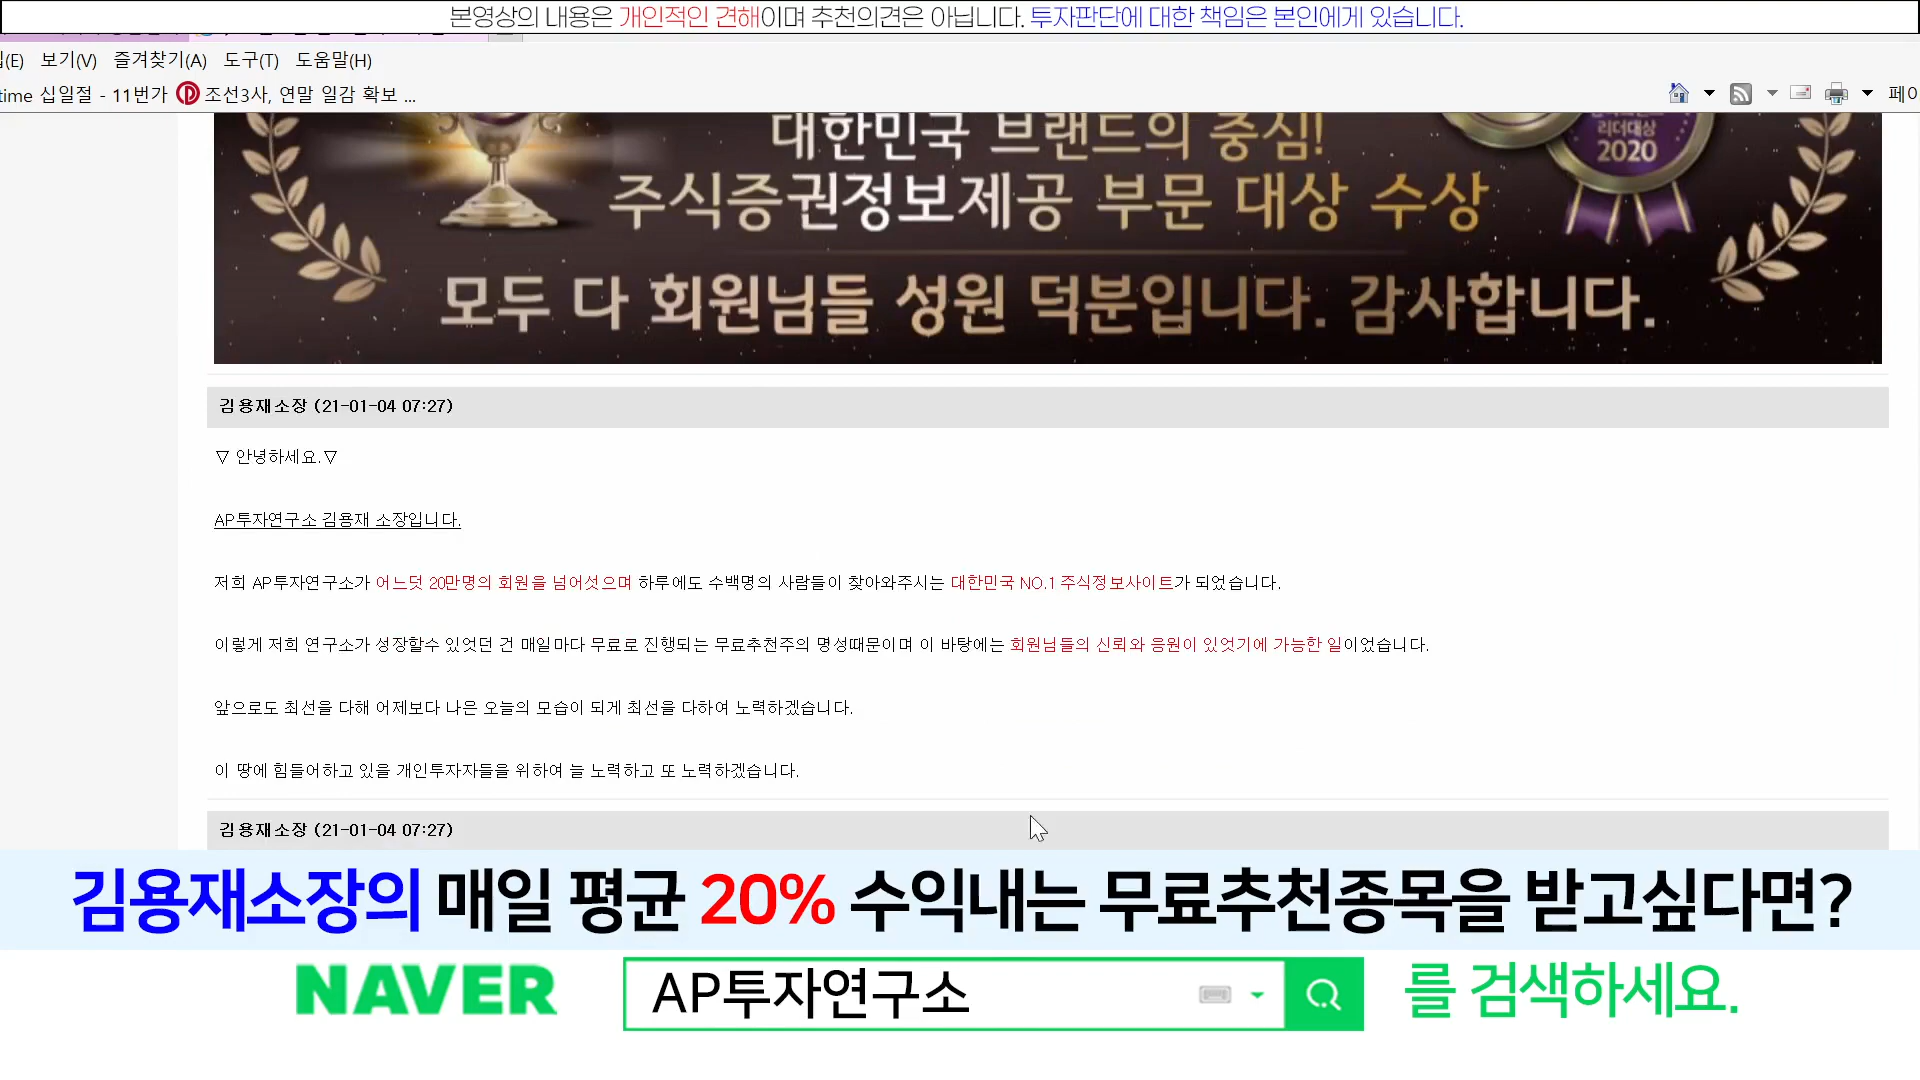 본영상의 내용은 개인적인 견해이며 추천의견은 아닙니다. 투자판단에 대한 책임은 본인에게 있습니다.
(E) 보기(V) 즐겨찾기(A) 도구(T) 도움말(H)
time 십일절 - 11번가 조선3사, 연말 일감 확보 ...
대한민국 브랜드의 중심!
리더대상
2020
주식증권정보제공 부문 대상 수상
모두 다 회원님들 성원 덕분입니다. 감사합니다.
김용재소장 (21-01-04 07:27)
▽ 안녕하세요.▽
AP투자연구소 김용재 소장입니다.
저희 AP투자연구소가 어느덧 20만명의 회원을 넘어섯으며 하루에도 수백명의 사람들이 찾아와주시는 대한민국 NO.1 주식정보사이트가 되었습니다.
이렇게 저희 연구소가 성장할수 있엇던 건 매일마다 무료로 진행되는 무료추천주의 명성때문이며 이 바탕에는 회원님들의 신뢰와 응원이 있엇기에 가능한 일이었습니다.
앞으로도 최선을 다해 어제보다 나은 오늘의 모습이 되게 최선을 다하여 노력하겠습니다.
이 땅에 힘들어하고 있을 개인투자자들을 위하여 늘 노력하고 또 노력하겠습니다.
김용재소장 (21-01-04 07:27)
김용재소장의 매일 평균 20% 수익내는 무료추천종목을 받고싶다면?
NAVER AP투자연구소 를 검색하세요.